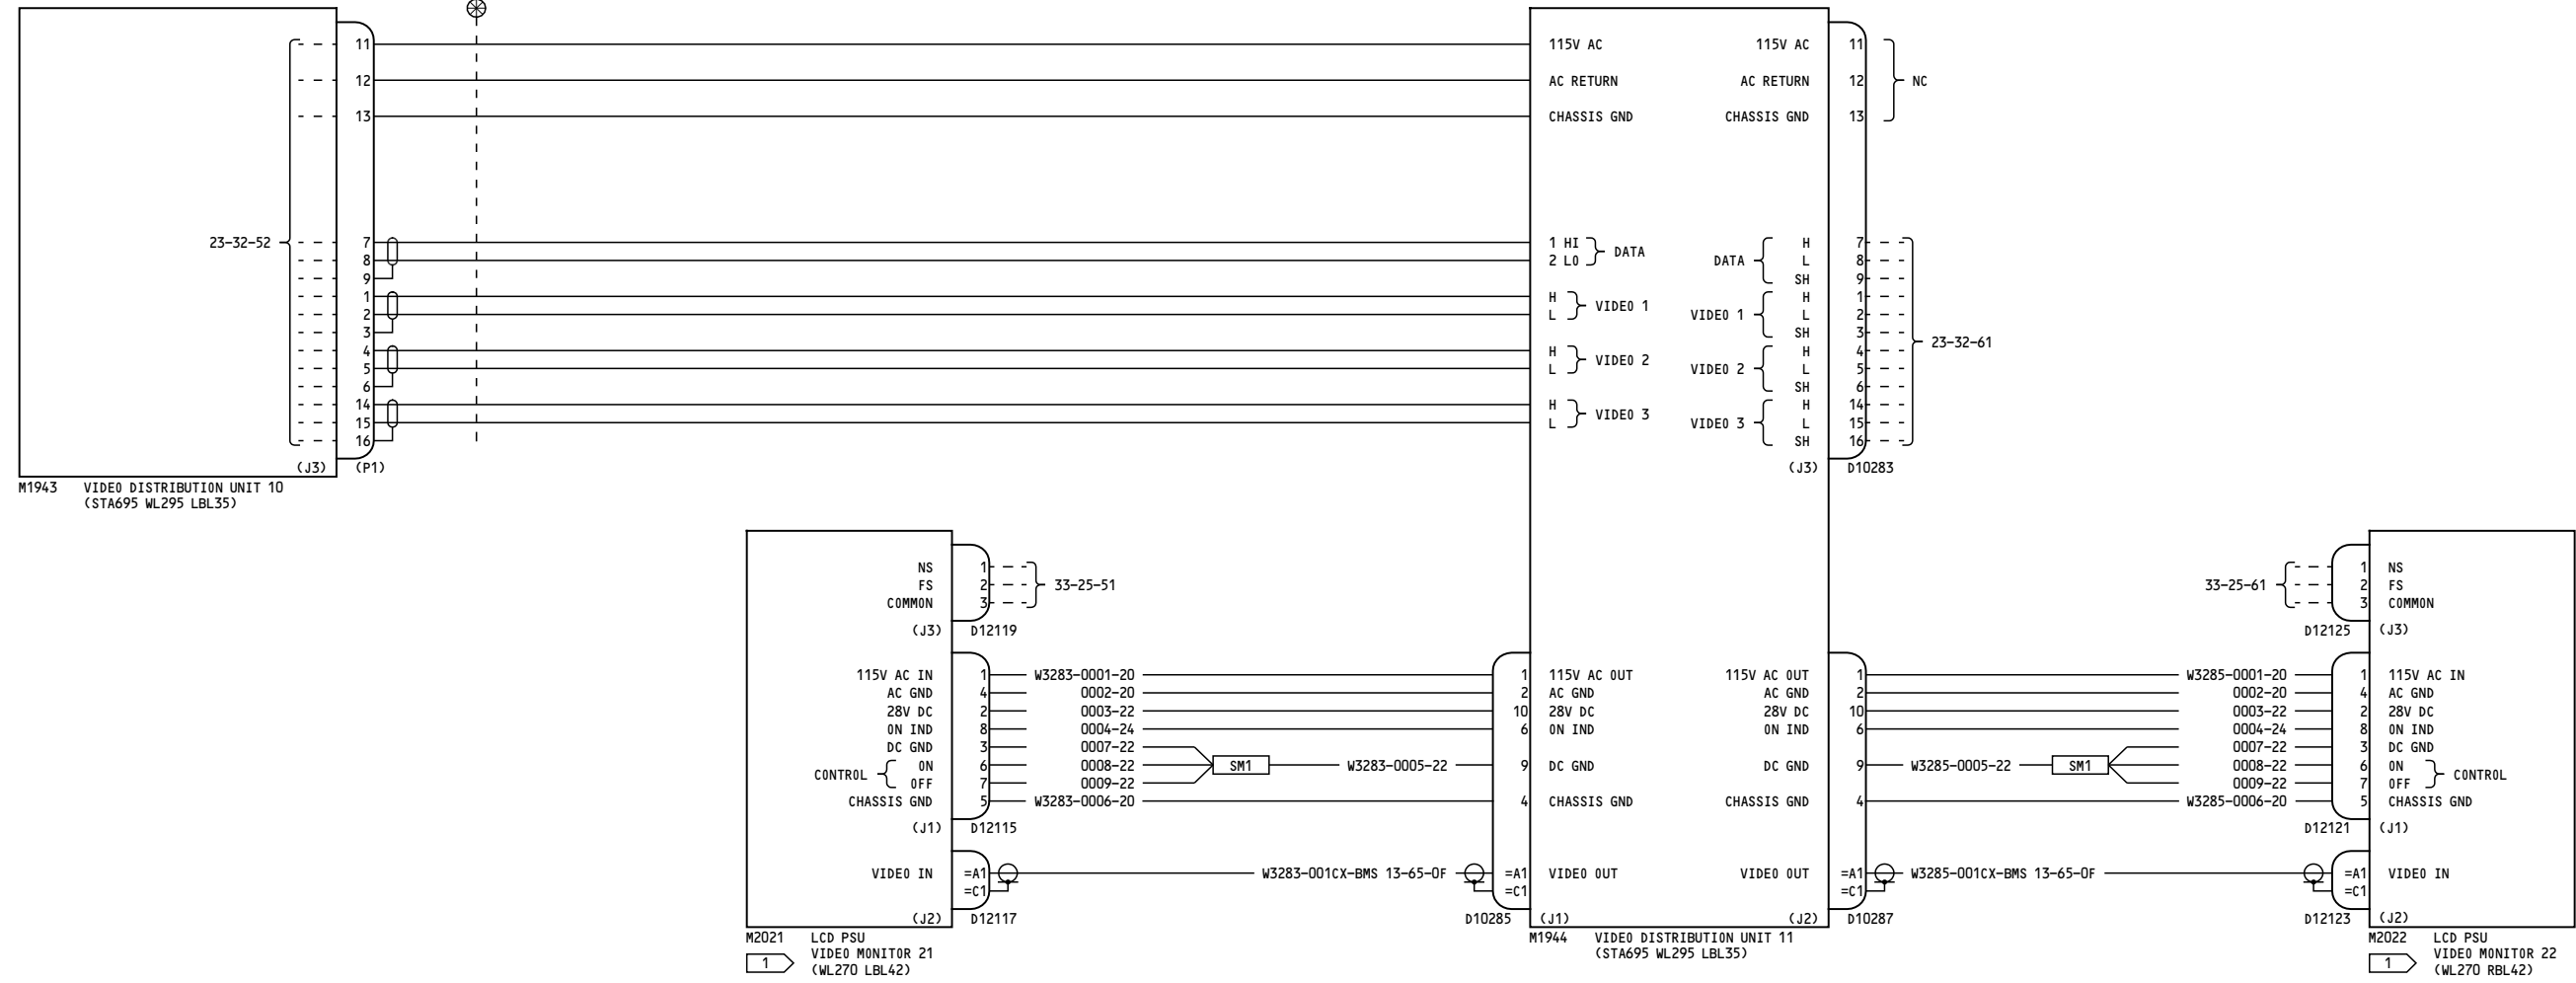 11 115V AC 115V AC 11
12 AC RETURN AC RETURN 12 NC
13 CHASSIS GND CHASSIS GND 13
23-32-52 7 1 HI DATA H 7
8 2 LO DATA L 8
9 SH 9
1 H VIDEO 1 H 1
2 L VIDEO 1 L 2
3 SH 3 23-32-61
4 H VIDEO 2 H 4
5 L VIDEO 2 L 5
6 SH 6
14 H VIDEO 3 H 14
15 L VIDEO 3 L 15
16 SH 16
(J3) (P1) (J3) D10283
M1943 VIDEO DISTRIBUTION UNIT 10
(STA695 WL295 LBL35)
NS 1 1 NS
FS 2 33-25-51 33-25-61 2 FS
COMMON 3 3 COMMON
(J3) D12119 D12125 (J3)
115V AC IN 1 W3283-0001-20 1 115V AC OUT 115V AC OUT 1 W3285-0001-20 1 115V AC IN
AC GND 4 0002-20 2 AC GND AC GND 2 0002-20 4 AC GND
28V DC 2 0003-22 10 28V DC 28V DC 10 0003-22 2 28V DC
ON IND 8 0004-24 6 ON IND ON IND 6 0004-24 8 ON IND
DC GND 3 0007-22 0007-22 3 DC GND
CONTROL ON 6 0008-22 SM1 W3283-0005-22 9 DC GND DC GND 9 W3285-0005-22 SM1 0008-22 6 ON CONTROL
OFF 7 0009-22 0009-22 7 OFF
CHASSIS GND 5 W3283-0006-20 4 CHASSIS GND CHASSIS GND 4 W3285-0006-20 5 CHASSIS GND
(J1) D12115 D12121 (J1)
VIDEO IN =A1 W3283-001CX-BMS 13-65-OF =A1 VIDEO OUT VIDEO OUT =A1 W3285-001CX-BMS 13-65-OF =A1 VIDEO IN
=C1 =C1 =C1 =C1
(J2) D12117 D10285 (J1) (J2) D10287 D12123 (J2)
M2021 LCD PSU
VIDEO MONITOR 21
1 (WL270 LBL42)
M1944 VIDEO DISTRIBUTION UNIT 11
(STA695 WL295 LBL35)
M2022 LCD PSU
VIDEO MONITOR 22
1 (WL270 RBL42)